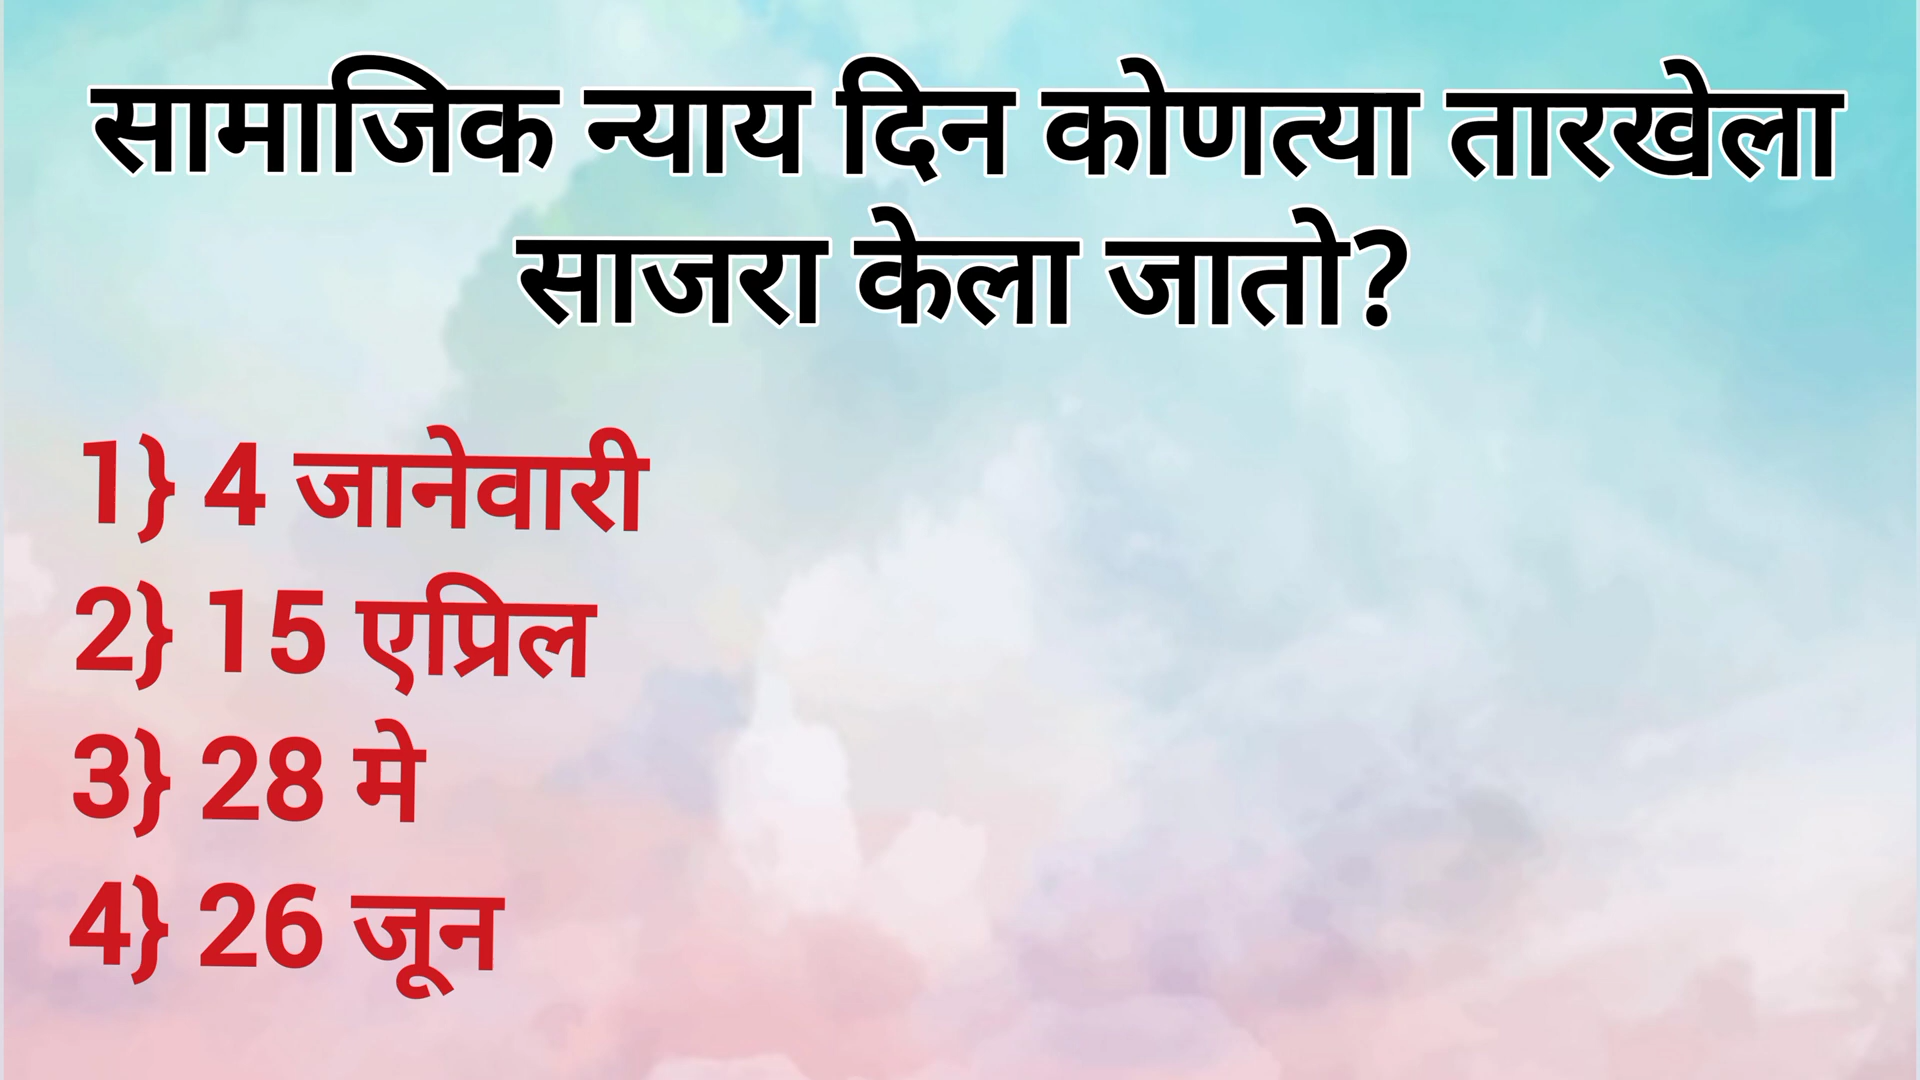 सामाजिक न्याय दिन कोणत्या तारखेला
साजरा केला जातो?
1} 4 जानेवारी
2} 15 एप्रिल
3} 28 मे
4} 26 जून